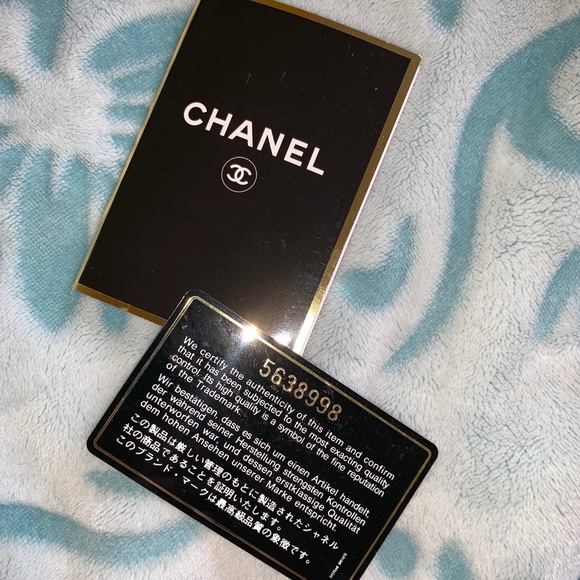 CHANEL
5638998
We certify the authenticity of this item and confirm
that it has been subjected to the most exacting quality
control. Its high quality is a symbol of the fine reputation
of the Trademark.
Wir bestätigen, dass es sich um einen Artikel handelt
der während seiner Herstellung strengsten Kontrollen
unterworfen war, und dessen erstklassige Qualität
dem hohen Ansehen unserer Marke entspricht.
この製品は厳しい管理のもとに製造されたシャネル
社の商品であることを証明いたします。
このブランド・マークは最高級品質の象徴です。